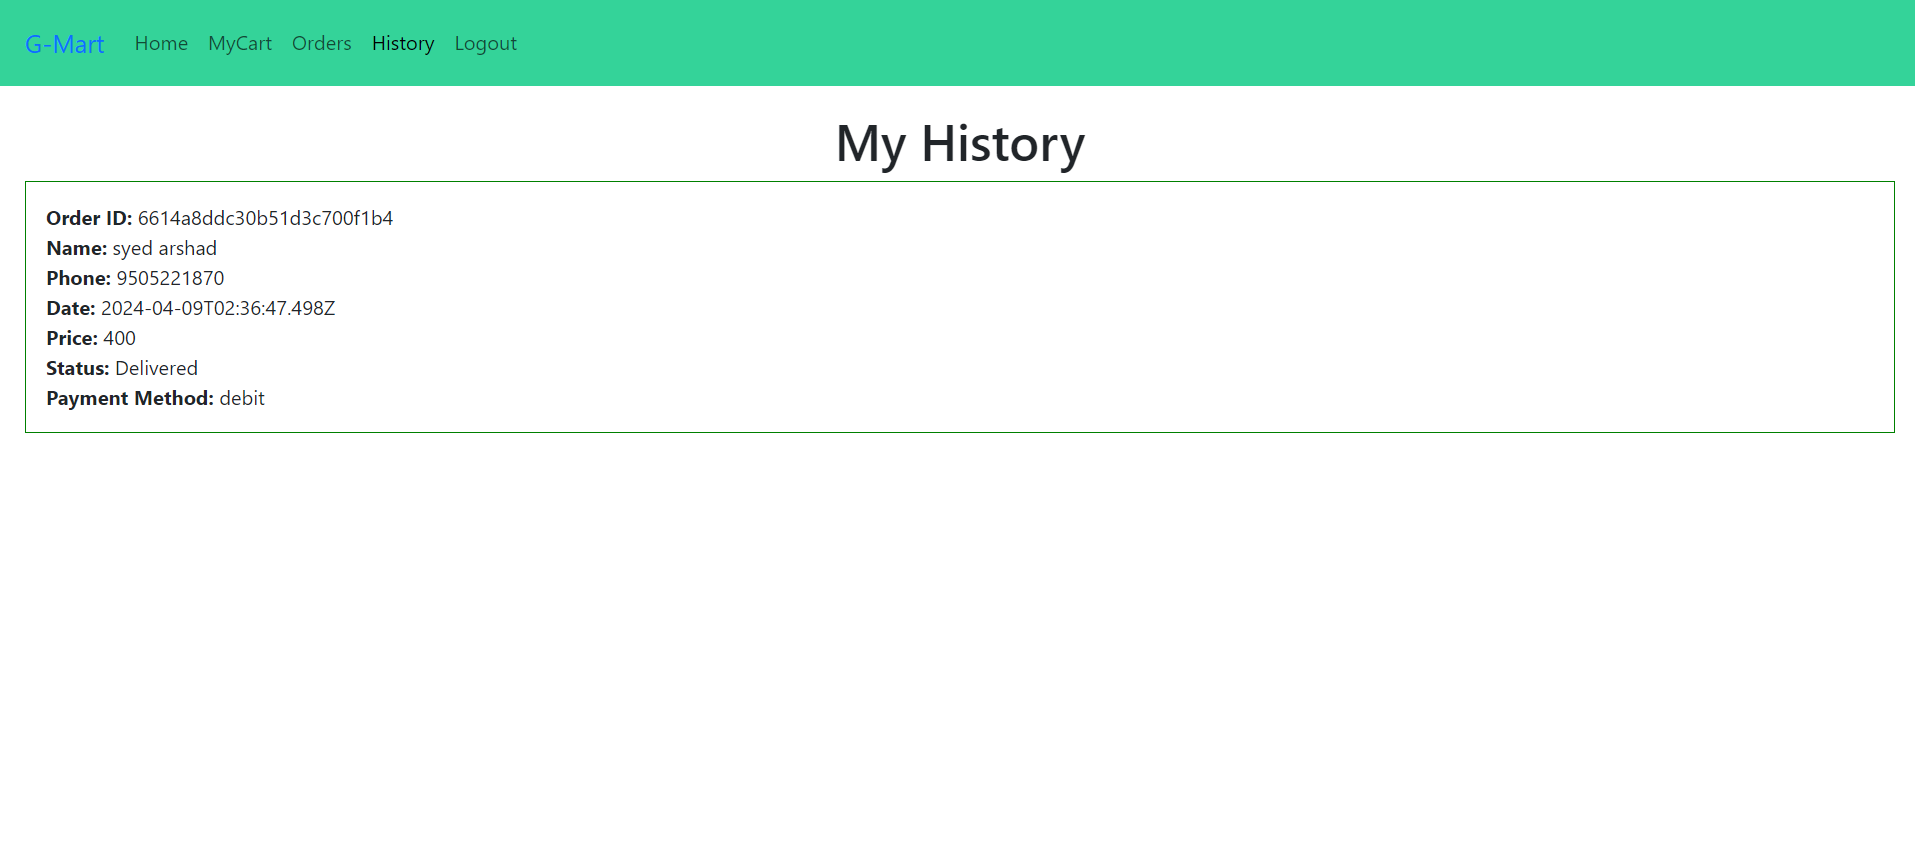 G-Mart Home MyCart Orders History Logout
My History
Order ID: 6614a8ddc30b51d3c700f1b4
Name: syed arshad
Phone: 9505221870
Date: 2024-04-09T02:36:47.498Z
Price: 400
Status: Delivered
Payment Method: debit